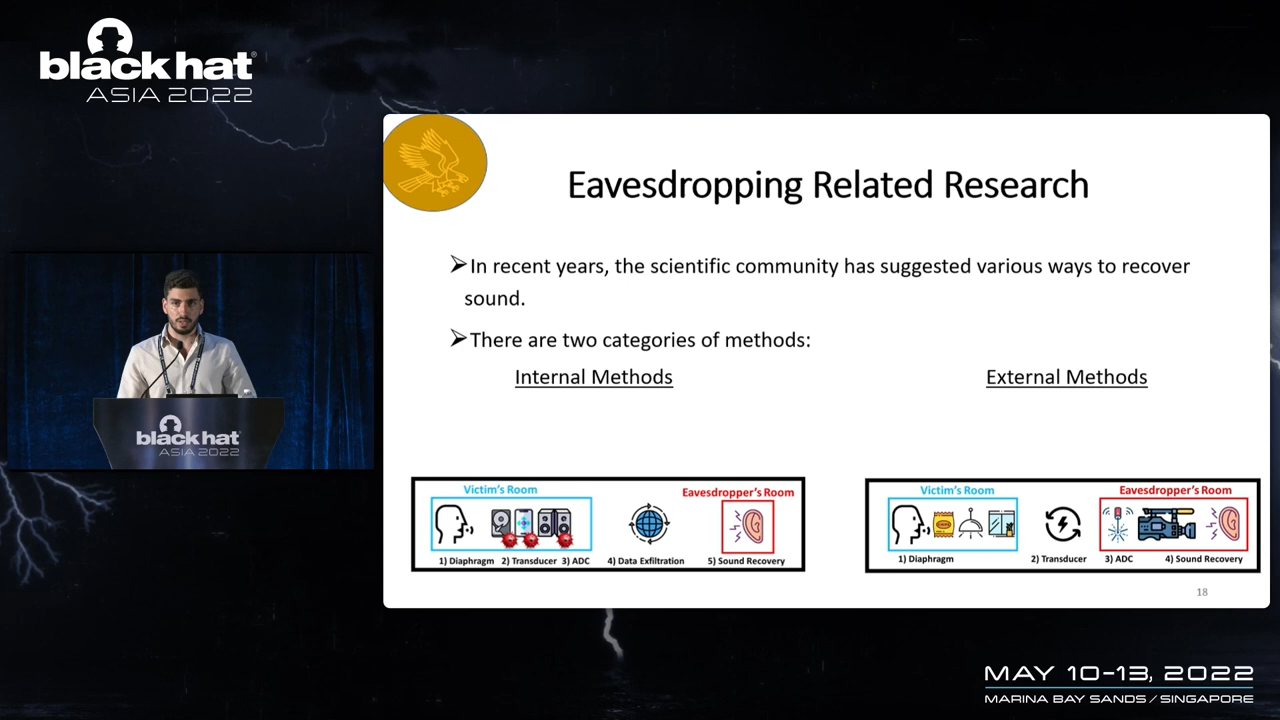 black hat®
ASIA 2022
Eavesdropping Related Research
➢In recent years, the scientific community has suggested various ways to recover
sound.
➢There are two categories of methods:
Internal Methods
External Methods
Victim's Room
Eavesdropper's Room
1) Diaphragm 2) Transducer 3) ADC 4) Data Exfiltration 5) Sound Recovery
Victim's Room
Eavesdropper's Room
1) Diaphragm 2) Transducer 3) ADC 4) Sound Recovery
18
black hat
ASIA 2022
MAY 10-13, 2022
MARINA BAY SANDS / SINGAPORE